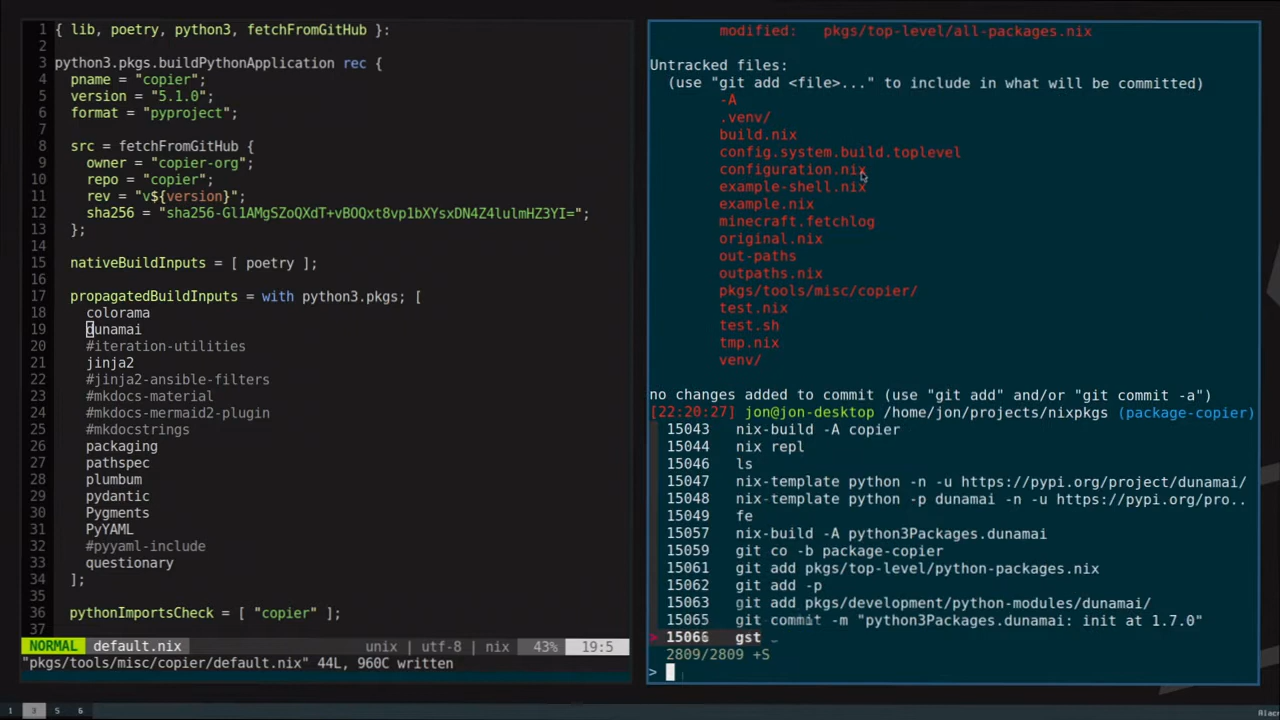 1 { lib, poetry, python3, fetchFromGitHub }:
2
3 python3.pkgs.buildPythonApplication rec {
4 pname = "copier";
5 version = "5.1.0";
6 format = "pyproject";
7
8 src = fetchFromGitHub {
9 owner = "copier-org";
10 repo = "copier";
11 rev = "v${version}";
12 sha256 = "sha256-Gl1AMgSZoQXdT+vBOQxt8vp1bXYsxDN4Z4lulmHZ3YI=";
13 };
14
15 nativeBuildInputs = [ poetry ];
16
17 propagatedBuildInputs = with python3.pkgs; [
18 colorama
19 dunamai
20 #iteration-utilities
21 jinja2
22 #jinja2-ansible-filters
23 #mkdocs-material
24 #mkdocs-mermaid2-plugin
25 #mkdocstrings
26 packaging
27 pathspec
28 plumbum
29 pydantic
30 Pygments
31 PyYAML
32 #pyyaml-include
33 questionary
34 ];
35
36 pythonImportsCheck = [ "copier" ];
37
NORMAL default.nix unix | utf-8 | nix 43% 19:5
"pkgs/tools/misc/copier/default.nix" 44L, 960C written
modified: pkgs/top-level/all-packages.nix
Untracked files:
(use "git add <file>..." to include in what will be committed)
-A
.venv/
build.nix
config.system.build.toplevel
configuration.nix
example-shell.nix
example.nix
minecraft.fetchlog
original.nix
out-paths
outpaths.nix
pkgs/tools/misc/copier/
test.nix
test.sh
tmp.nix
venv/
no changes added to commit (use "git add" and/or "git commit -a")
[22:20:27] jon@jon-desktop /home/jon/projects/nixpkgs (package-copier)
15043 nix-build -A copier
15044 nix repl
15046 ls
15047 nix-template python -n -u https://pypi.org/project/dunamai/
15048 nix-template python -p dunamai -n -u https://pypi.org/pro..
15049 fe
15057 nix-build -A python3Packages.dunamai
15059 git co -b package-copier
15061 git add pkgs/top-level/python-packages.nix
15062 git add -p
15063 git add pkgs/development/python-modules/dunamai/
15065 git commit -m "python3Packages.dunamai: init at 1.7.0"
15066 gst
2809/2809 +S
>
1 3 5 6